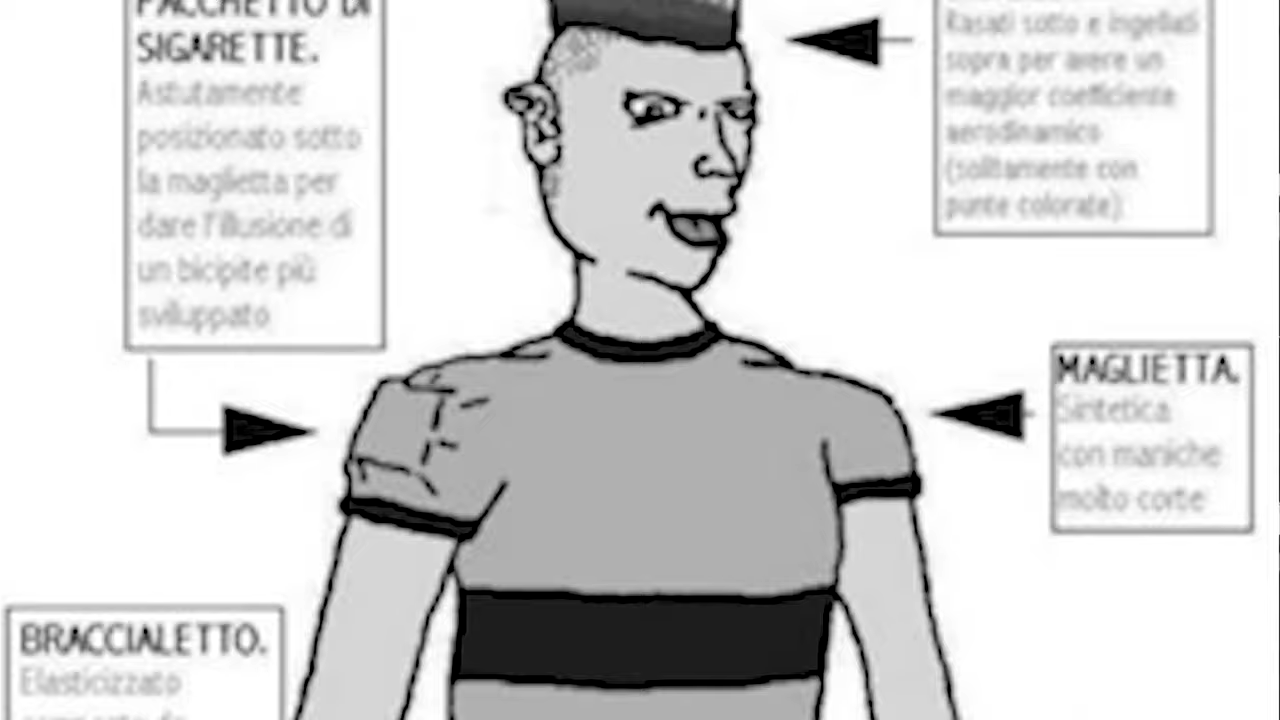 PACCHETTO DI
SIGARETTE.
Astutamente
posizionato sotto
la maglietta per
dare l'illusione di
un bicipite più
sviluppato
Rasati sotto e ingellati
sopra per avere un
maggior coefficiente
aerodinamico
(solitamente con
punte colorate)
MAGLIETTA.
Sintetica
con maniche
molto corte
BRACCIALETTO.
Elasticizzato